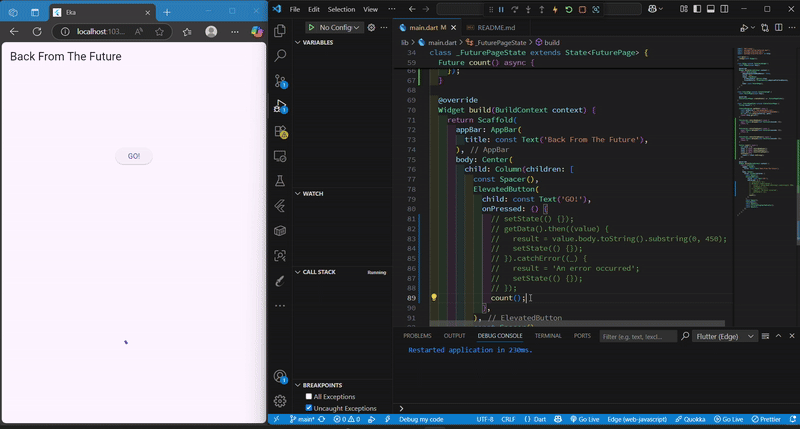 Eka
localhost:103...
Back From The Future
GO!
File
Edit
Selection
View
No Config
VARIABLES
WATCH
CALL STACK
Running
BREAKPOINTS
All Exceptions
Uncaught Exceptions
main.dart M
README.md
lib > main.dart > _FuturePageState > build
34 class _FuturePageState extends State<FuturePage> {
59 Future count() async {
66 });
67 }
68
69 @override
70 Widget build(BuildContext context) {
71 return Scaffold(
72 appBar: AppBar(
73 title: const Text('Back From The Future'),
74 ), // AppBar
75 body: Center(
76 child: Column(children: [
77 const Spacer(),
78 ElevatedButton(
79 child: const Text('GO!'),
80 onPressed: () {
81 // setState(() {});
82 // getData().then((value) {
83 //   result = value.body.toString().substring(0, 450);
84 //   setState(() {});
85 // }).catchError((_) {
86 //   result = 'An error occurred';
87 //   setState(() {});
88 // });
89 count();
90 },
91 ), // ElevatedButton
PROBLEMS
OUTPUT
DEBUG CONSOLE
TERMINAL
PORTS
Filter (e.g. text, !excl...
Flutter (Edge)
Restarted application in 230ms.
main*
0
0
Debug my code
UTF-8
CRLF
{} Dart
Go Live
Edge (web-javascript)
Quokka
Go Live
Prettier